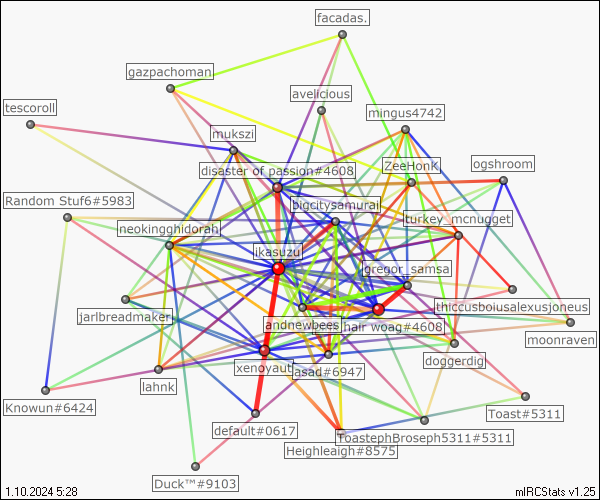 facadas.
gazpachoman
avelicious
tescoroll
mingus4742
mukszi
disaster of passion#4608
ZeeHonK
ogshroom
Random Stuf6#5983
bigcitysamurai
turkey_mcnugget
neokingghidorah
ikasuzu
gregor_samsa
thiccusboiusalexusjoneus
jarlbreadmaker
andnewbees
hair woag#4608
moonraven
doggerdig
xenoyaut
asad#6947
lahnk
Knowun#6424
Toast#5311
default#0617
ToastephBroseph5311#5311
Heighleigh#8575
Duck™#9103
1.10.2024 5:28
mIRCStats v1.25